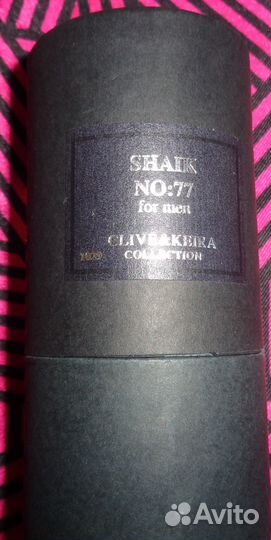 SHAIK
NO:77
for men
CLIVE&KEIRA
COLLECTION
Avito